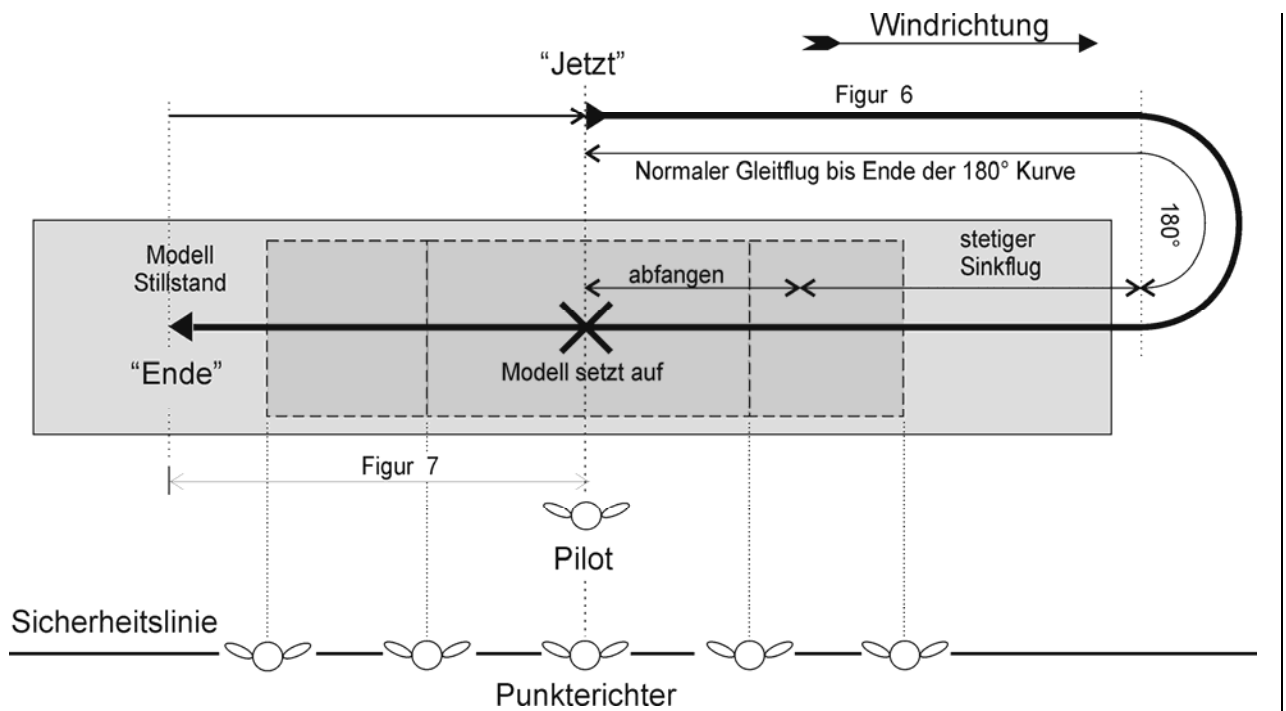 Windrichtung
“Jetzt”
Figur 6
Normaler Gleitflug bis Ende der 180° Kurve
180°
Modell
Stillstand
stetiger
Sinkflug
abfangen
“Ende”
Modell setzt auf
Figur 7
Pilot
Sicherheitslinie
Punkterichter